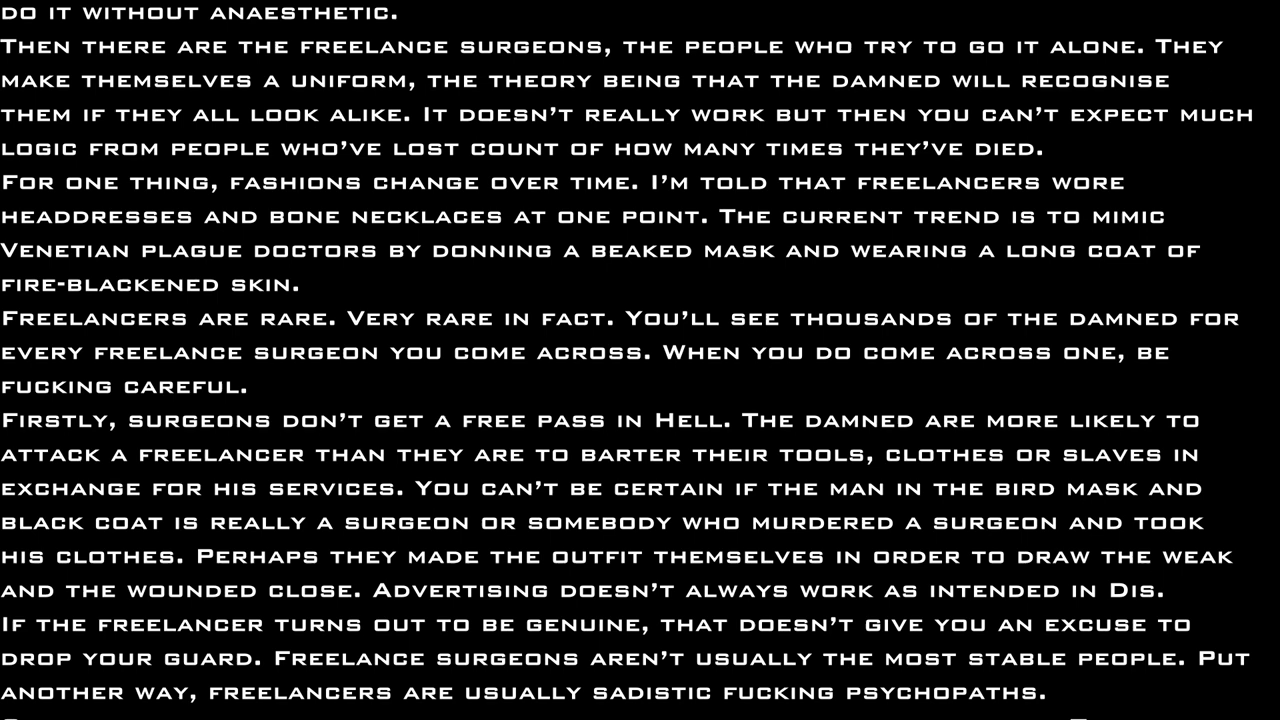 DO IT WITHOUT ANAESTHETIC.
THEN THERE ARE THE FREELANCE SURGEONS, THE PEOPLE WHO TRY TO GO IT ALONE. THEY
MAKE THEMSELVES A UNIFORM, THE THEORY BEING THAT THE DAMNED WILL RECOGNISE
THEM IF THEY ALL LOOK ALIKE. IT DOESN'T REALLY WORK BUT THEN YOU CAN'T EXPECT MUCH
LOGIC FROM PEOPLE WHO'VE LOST COUNT OF HOW MANY TIMES THEY'VE DIED.
FOR ONE THING, FASHIONS CHANGE OVER TIME. I'M TOLD THAT FREELANCERS WORE
HEADDRESSES AND BONE NECKLACES AT ONE POINT. THE CURRENT TREND IS TO MIMIC
VENETIAN PLAGUE DOCTORS BY DONNING A BEAKED MASK AND WEARING A LONG COAT OF
FIRE-BLACKENED SKIN.
FREELANCERS ARE RARE. VERY RARE IN FACT. YOU'LL SEE THOUSANDS OF THE DAMNED FOR
EVERY FREELANCE SURGEON YOU COME ACROSS. WHEN YOU DO COME ACROSS ONE, BE
FUCKING CAREFUL.
FIRSTLY, SURGEONS DON'T GET A FREE PASS IN HELL. THE DAMNED ARE MORE LIKELY TO
ATTACK A FREELANCER THAN THEY ARE TO BARTER THEIR TOOLS, CLOTHES OR SLAVES IN
EXCHANGE FOR HIS SERVICES. YOU CAN'T BE CERTAIN IF THE MAN IN THE BIRD MASK AND
BLACK COAT IS REALLY A SURGEON OR SOMEBODY WHO MURDERED A SURGEON AND TOOK
HIS CLOTHES. PERHAPS THEY MADE THE OUTFIT THEMSELVES IN ORDER TO DRAW THE WEAK
AND THE WOUNDED CLOSE. ADVERTISING DOESN'T ALWAYS WORK AS INTENDED IN DIS.
IF THE FREELANCER TURNS OUT TO BE GENUINE, THAT DOESN'T GIVE YOU AN EXCUSE TO
DROP YOUR GUARD. FREELANCE SURGEONS AREN'T USUALLY THE MOST STABLE PEOPLE. PUT
ANOTHER WAY, FREELANCERS ARE USUALLY SADISTIC FUCKING PSYCHOPATHS.